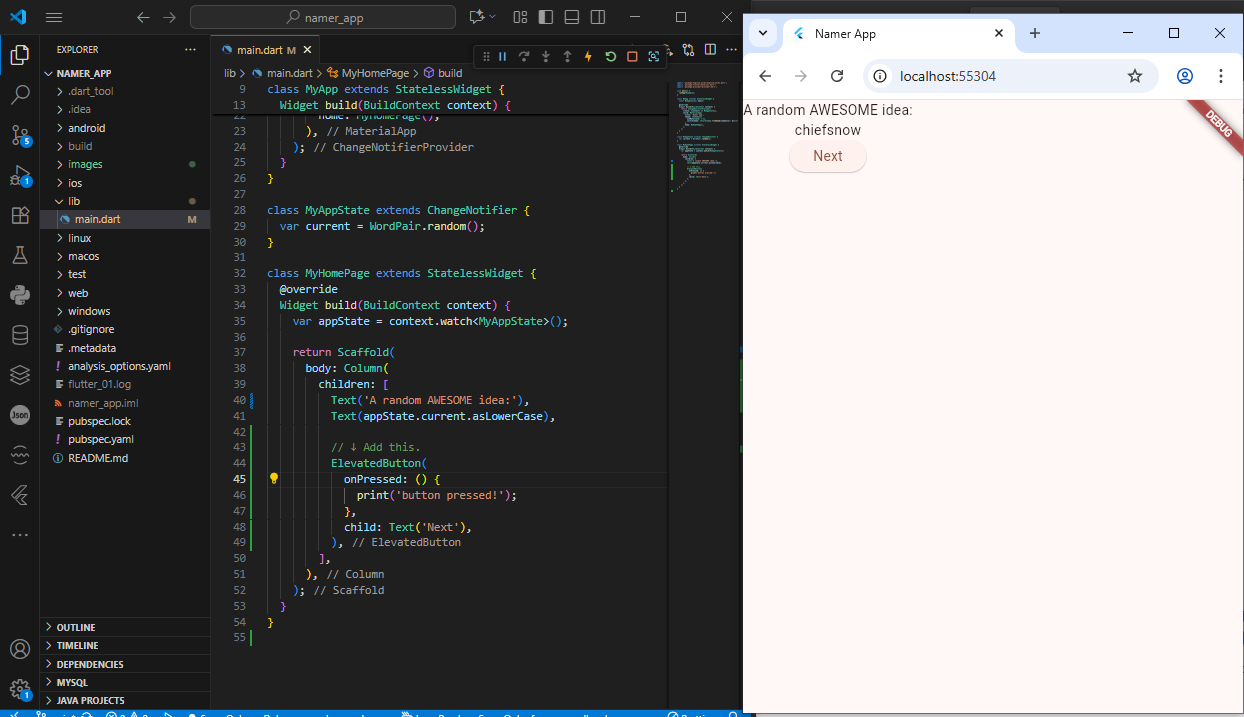 namer_app
EXPLORER
NAMER_APP
.dart_tool
.idea
android
build
images
ios
lib
main.dart M
linux
macos
test
web
windows
.gitignore
.metadata
analysis_options.yaml
flutter_01.log
namer_app.iml
pubspec.lock
pubspec.yaml
README.md
OUTLINE
TIMELINE
DEPENDENCIES
MYSQL
JAVA PROJECTS
5
1
Json
1
main.dart M
lib > main.dart > MyHomePage > build
9 class MyApp extends StatelessWidget {
13 Widget build(BuildContext context) {
22 home: MyHomePage(),
23 ), // MaterialApp
24 ); // ChangeNotifierProvider
25 }
26 }
27
28 class MyAppState extends ChangeNotifier {
29 var current = WordPair.random();
30 }
31
32 class MyHomePage extends StatelessWidget {
33 @override
34 Widget build(BuildContext context) {
35 var appState = context.watch<MyAppState>();
36
37 return Scaffold(
38 body: Column(
39 children: [
40 Text('A random AWESOME idea:'),
41 Text(appState.current.asLowerCase),
42
43 // ↓ Add this.
44 ElevatedButton(
45 onPressed: () {
46 print('button pressed!');
47 },
48 child: Text('Next'),
49 ), // ElevatedButton
50 ],
51 ), // Column
52 ); // Scaffold
53 }
54 }
55
Namer App
localhost:55304
A random AWESOME idea:
chiefsnow
Next
DEBUG